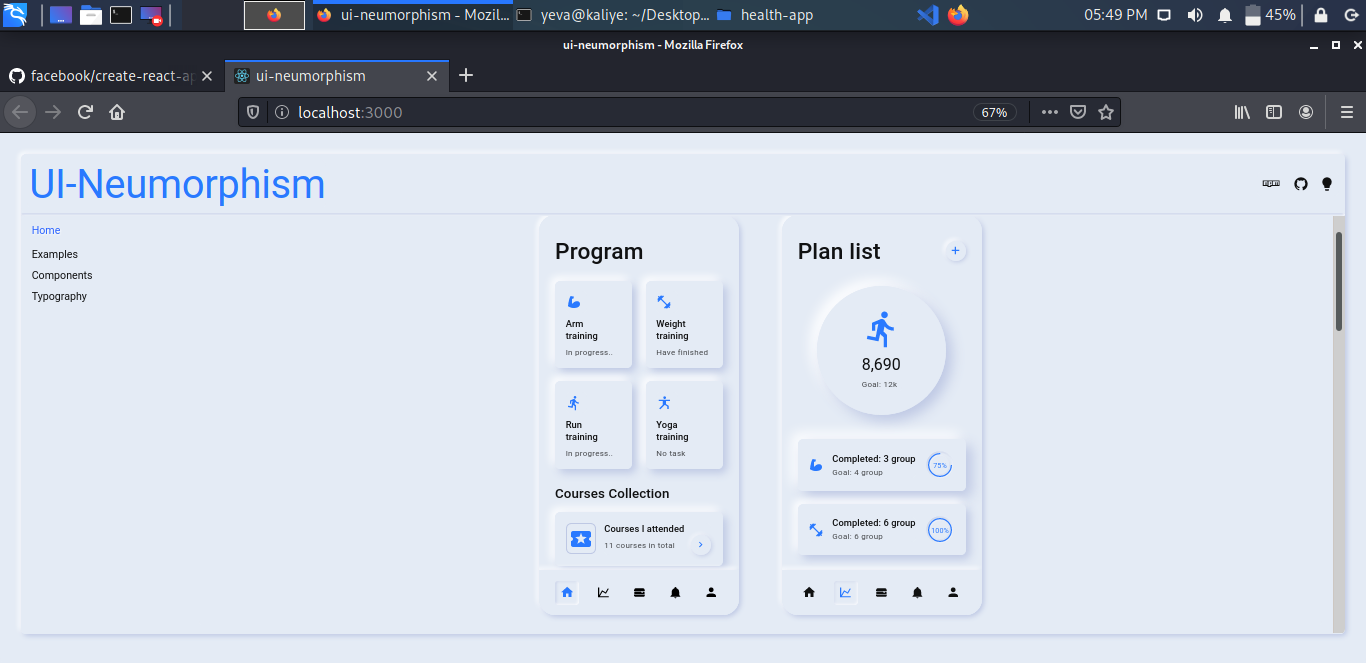 ui-neumorphism - Mozil...
yeva@kaliye: ~/Desktop...
health-app
05:49 PM
45%
ui-neumorphism - Mozilla Firefox
facebook/create-react-ap
ui-neumorphism
localhost:3000
67%
UI-Neumorphism
npm
Home
Examples
Components
Typography
Program
Arm
training
In progress..
Weight
training
Have finished
Run
training
In progress..
Yoga
training
No task
Courses Collection
Courses I attended
11 courses in total
Plan list
8,690
Goal: 12k
Completed: 3 group
Goal: 4 group
75%
Completed: 6 group
Goal: 6 group
100%